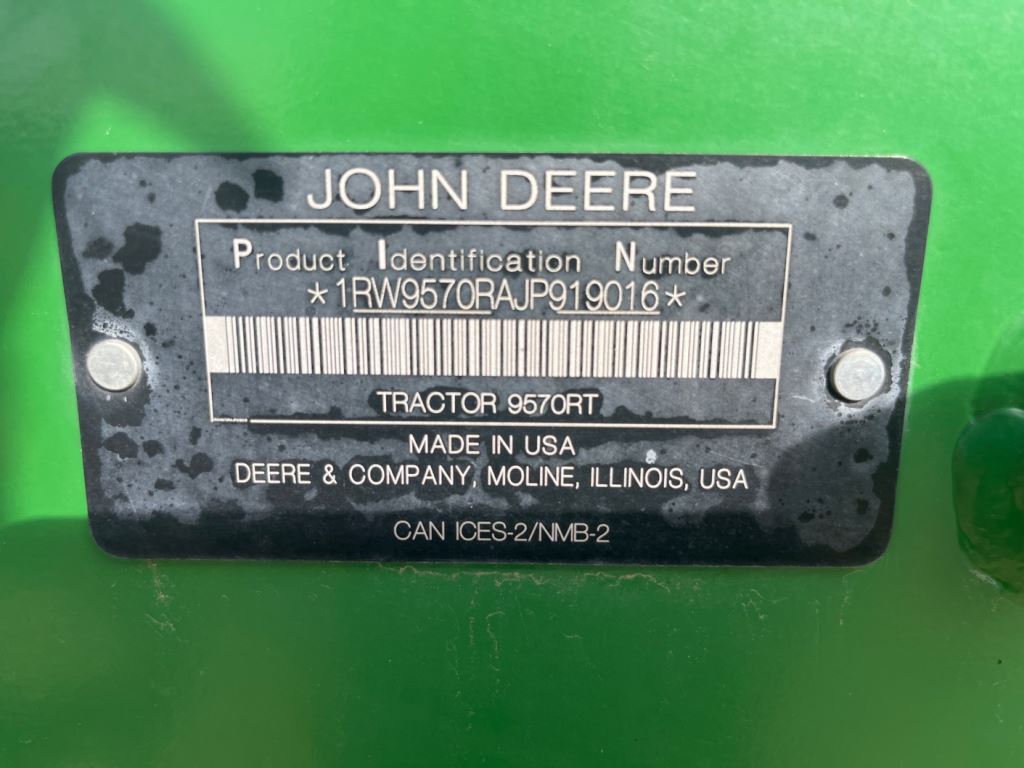 JOHN DEERE
Product Identification Number
*1RW9570RAJP919016*
TRACTOR 9570RT
MADE IN USA
DEERE & COMPANY, MOLINE, ILLINOIS, USA
CAN ICES-2/NMB-2